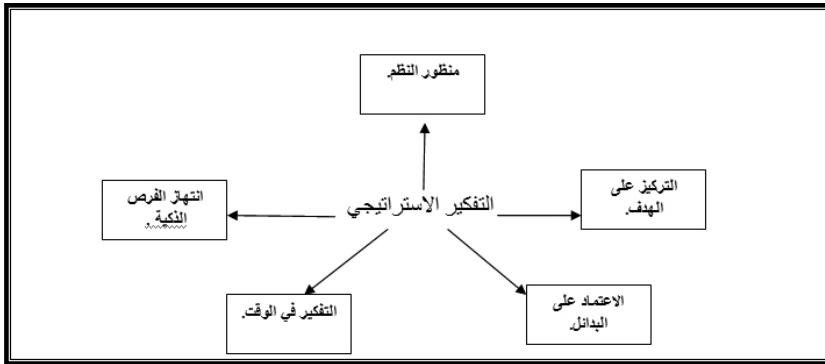 منظور النظم.
التركيز على
الهدف.
التفكير الاستراتيجي
انتهاز الفرص
الذكية .
الاعتماد على
البدائل.
التفكير في الوقت.